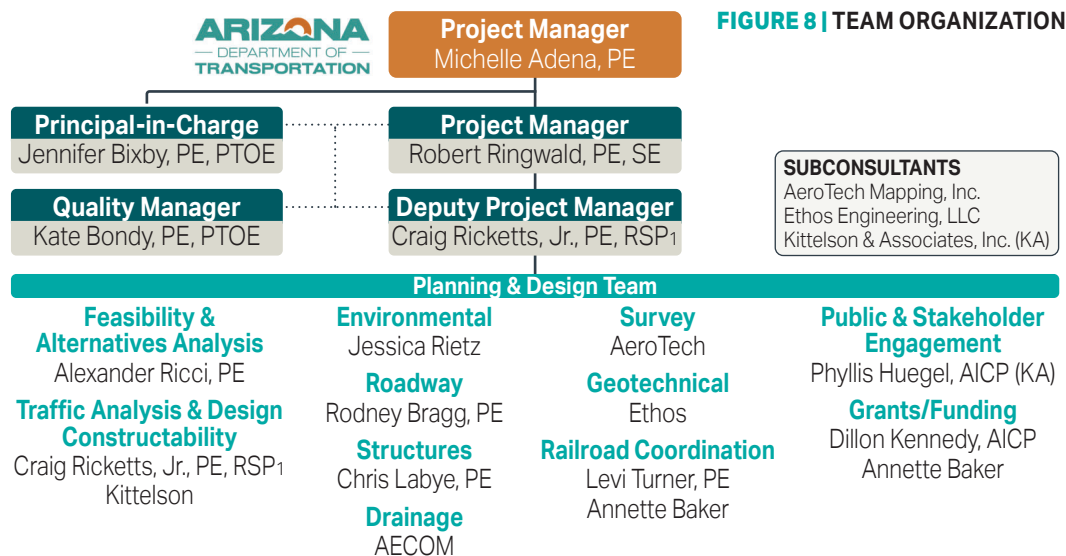 ARIZONA
DEPARTMENT OF
TRANSPORTATION
Project Manager
Michelle Adena, PE
FIGURE 8 | TEAM ORGANIZATION
Principal-in-Charge
Jennifer Bixby, PE, PTOE
Project Manager
Robert Ringwald, PE, SE
Quality Manager
Kate Bondy, PE, PTOE
Deputy Project Manager
Craig Ricketts, Jr., PE, RSP1
SUBCONSULTANTS
AeroTech Mapping, Inc.
Ethos Engineering, LLC
Kittelson & Associates, Inc. (KA)
Planning & Design Team
Feasibility &
Alternatives Analysis
Alexander Ricci, PE
Traffic Analysis & Design
Constructability
Craig Ricketts, Jr., PE, RSP1
Kittelson
Environmental
Jessica Rietz
Roadway
Rodney Bragg, PE
Structures
Chris Labye, PE
Drainage
AECOM
Survey
AeroTech
Geotechnical
Ethos
Railroad Coordination
Levi Turner, PE
Annette Baker
Public & Stakeholder
Engagement
Phyllis Huegel, AICP (KA)
Grants/Funding
Dillon Kennedy, AICP
Annette Baker